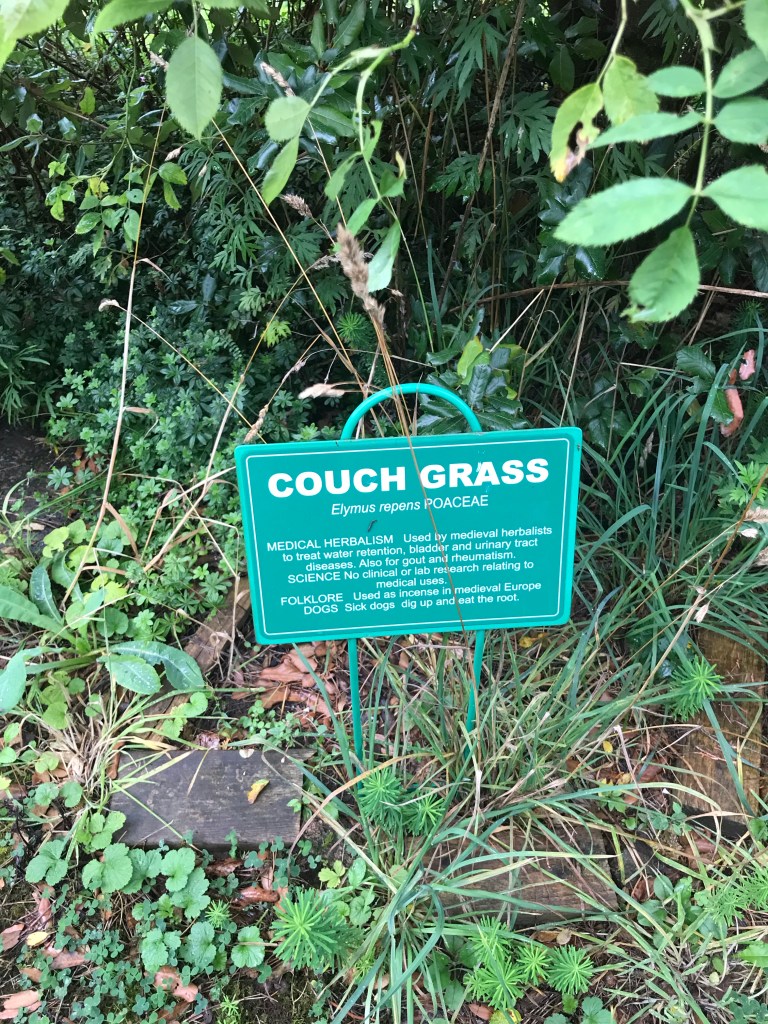 COUCH GRASS
Elymus repens POACEAE
MEDICAL HERBALISM Used by medieval herbalists
to treat water retention, bladder and urinary tract
diseases. Also for gout and rheumatism.
SCIENCE No clinical or lab research relating to
medical uses.
FOLKLORE Used as incense in medieval Europe
DOGS Sick dogs dig up and eat the root.